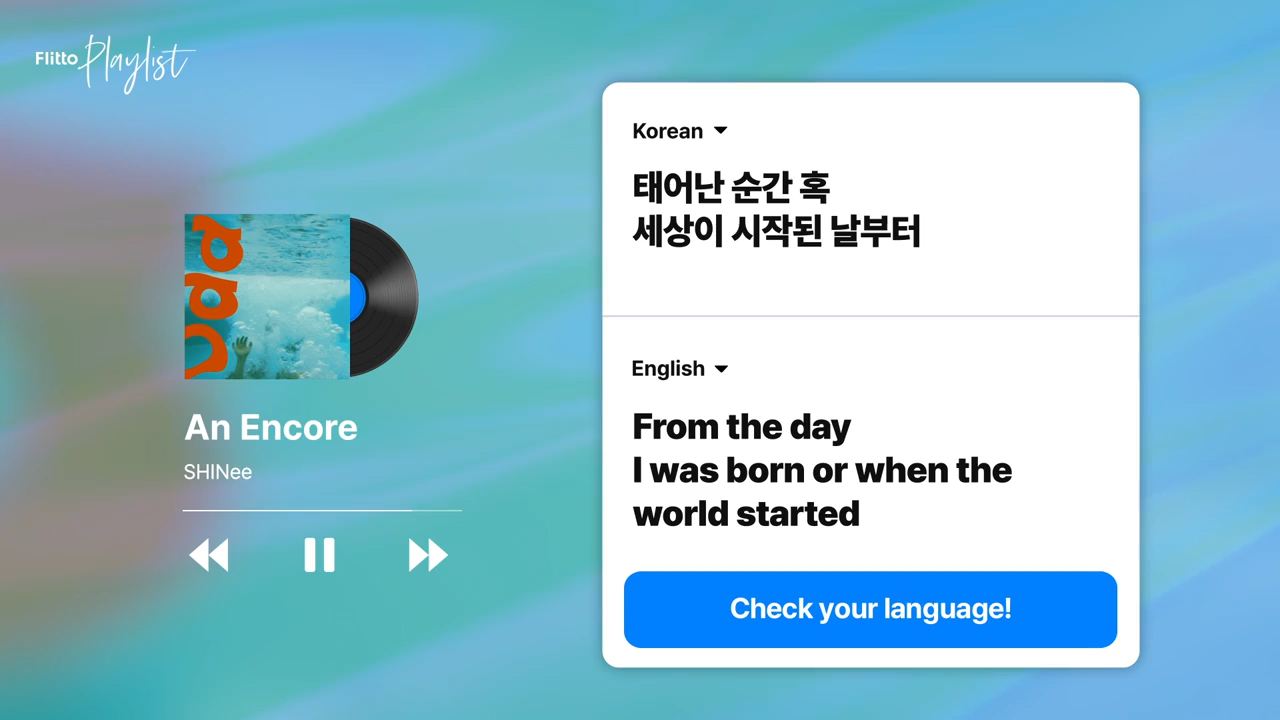 Flitto Playlist
Odd
An Encore
SHINee
Korean
태어난 순간 혹
세상이 시작된 날부터
English
From the day
I was born or when the
world started
Check your language!